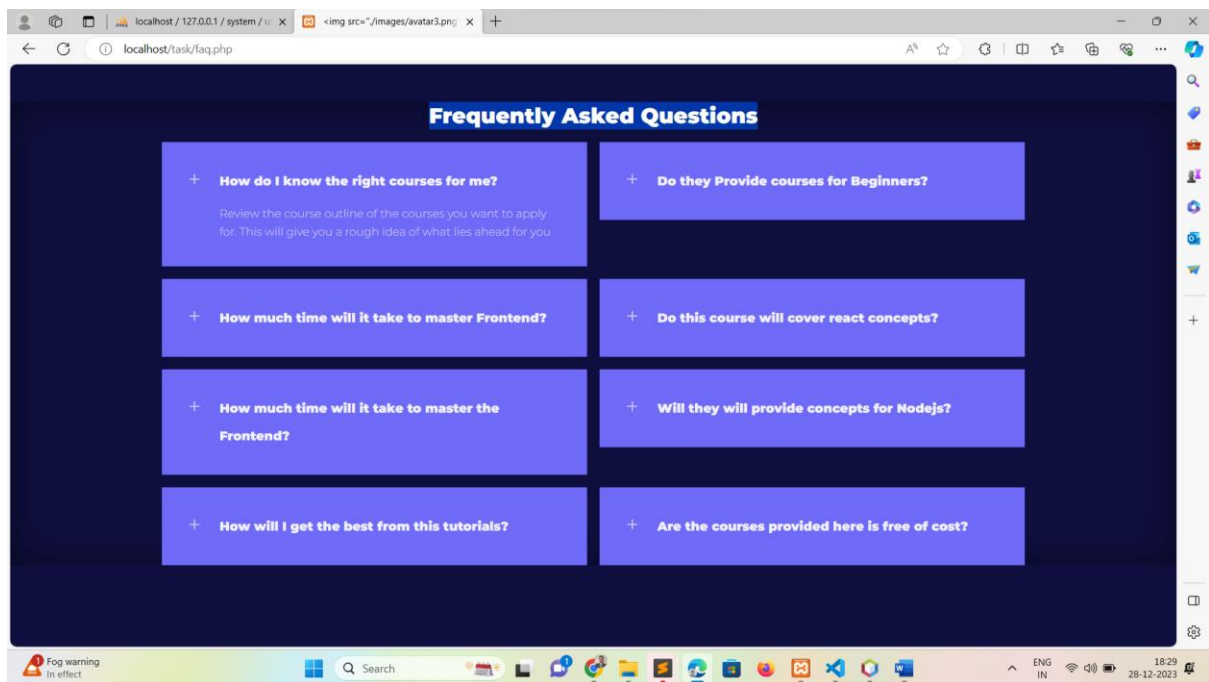 localhost / 127.0.0.1 / system / u
<img src="./images/avatar3.png
localhost/task/faq.php
Frequently Asked Questions
How do I know the right courses for me?
Review the course outline of the courses you want to apply
for. This will give you a rough idea of what lies ahead for you
Do they Provide courses for Beginners?
How much time will it take to master Frontend?
Do this course will cover react concepts?
How much time will it take to master the
Frontend?
Will they will provide concepts for Nodejs?
How will I get the best from this tutorials?
Are the courses provided here is free of cost?
Fog warning
In effect
Search
ENG
IN
18:29
28-12-2023